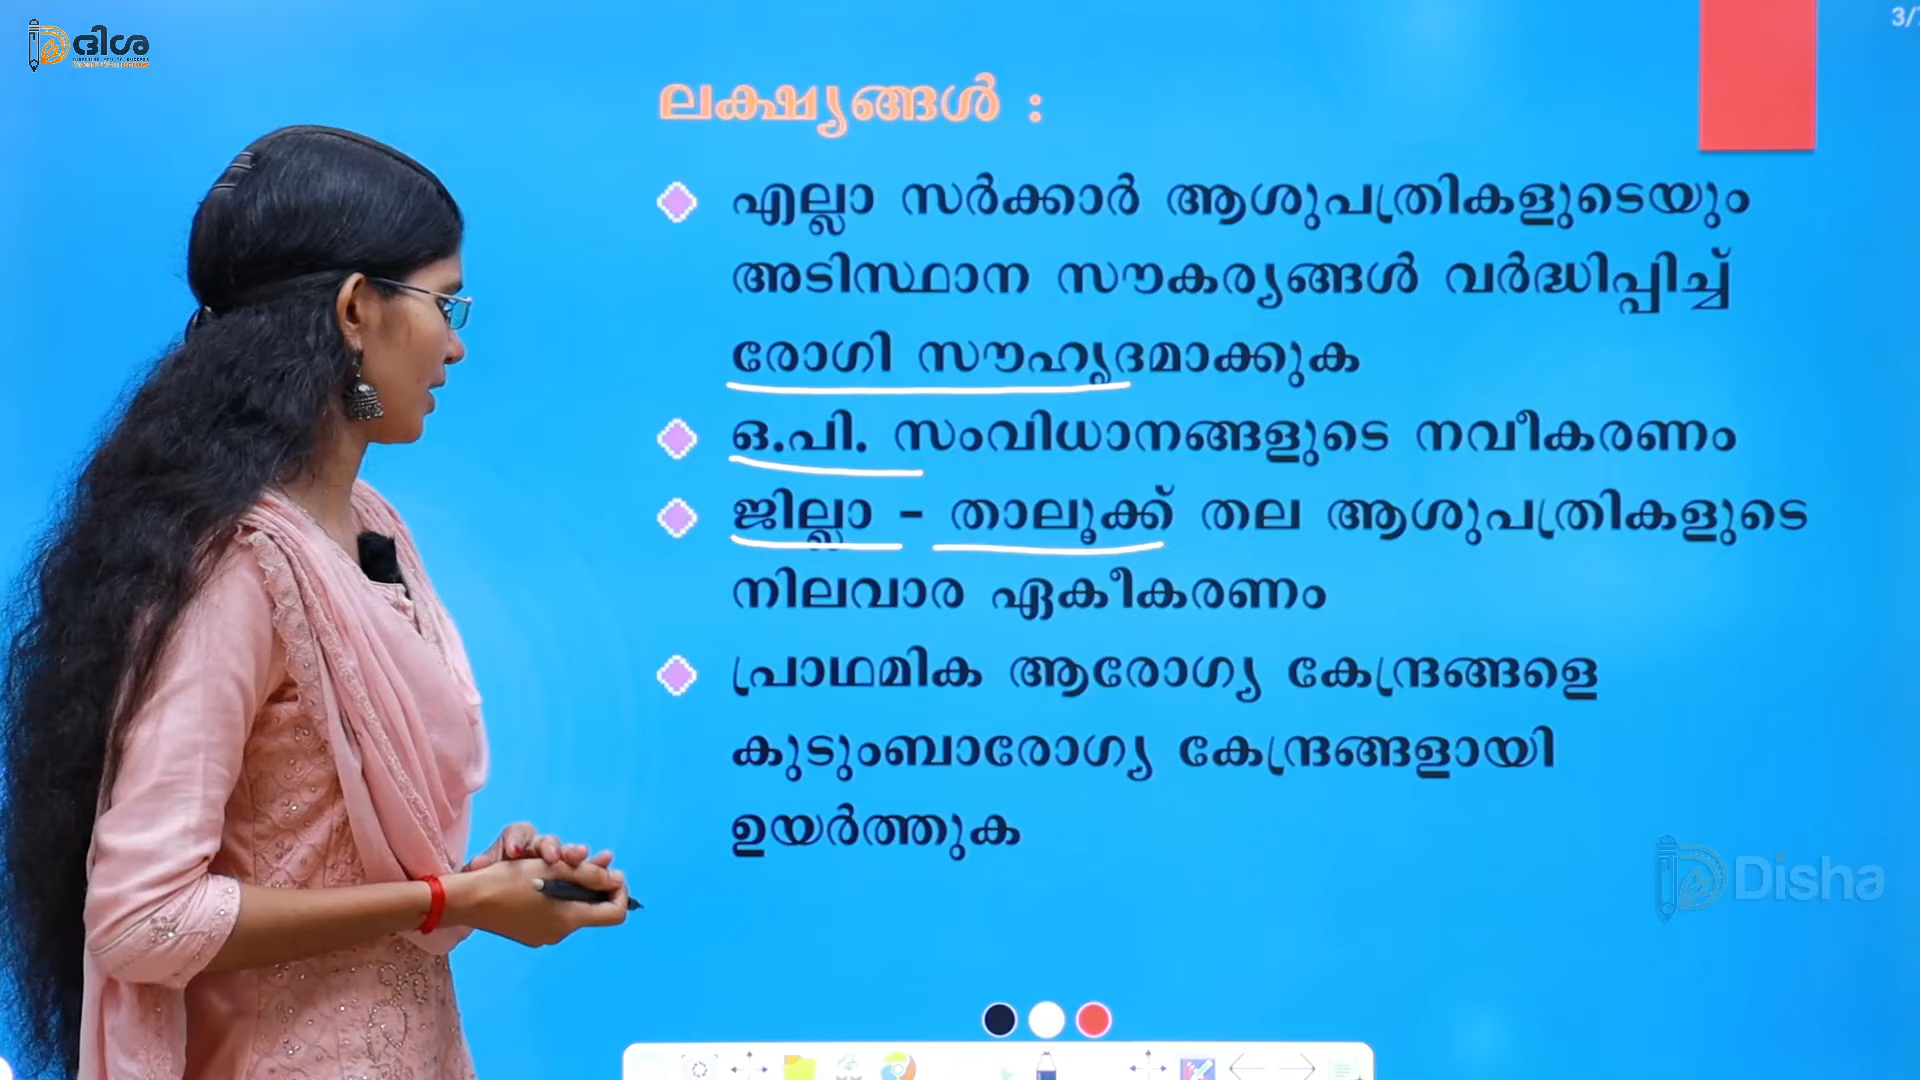 ദിശ
3/
ലക്ഷ്യങ്ങൾ :
എല്ലാ സർക്കാർ ആശുപത്രികളുടെയും
അടിസ്ഥാന സൗകര്യങ്ങൾ വർദ്ധിപ്പിച്ച്
രോഗി സൗഹൃദമാക്കുക
ഒ.പി. സംവിധാനങ്ങളുടെ നവീകരണം
ജില്ലാ - താലൂക്ക് തല ആശുപത്രികളുടെ
നിലവാര ഏകീകരണം
പ്രാഥമിക ആരോഗ്യ കേന്ദ്രങ്ങളെ
കുടുംബാരോഗ്യ കേന്ദ്രങ്ങളായി
ഉയർത്തുക
Disha